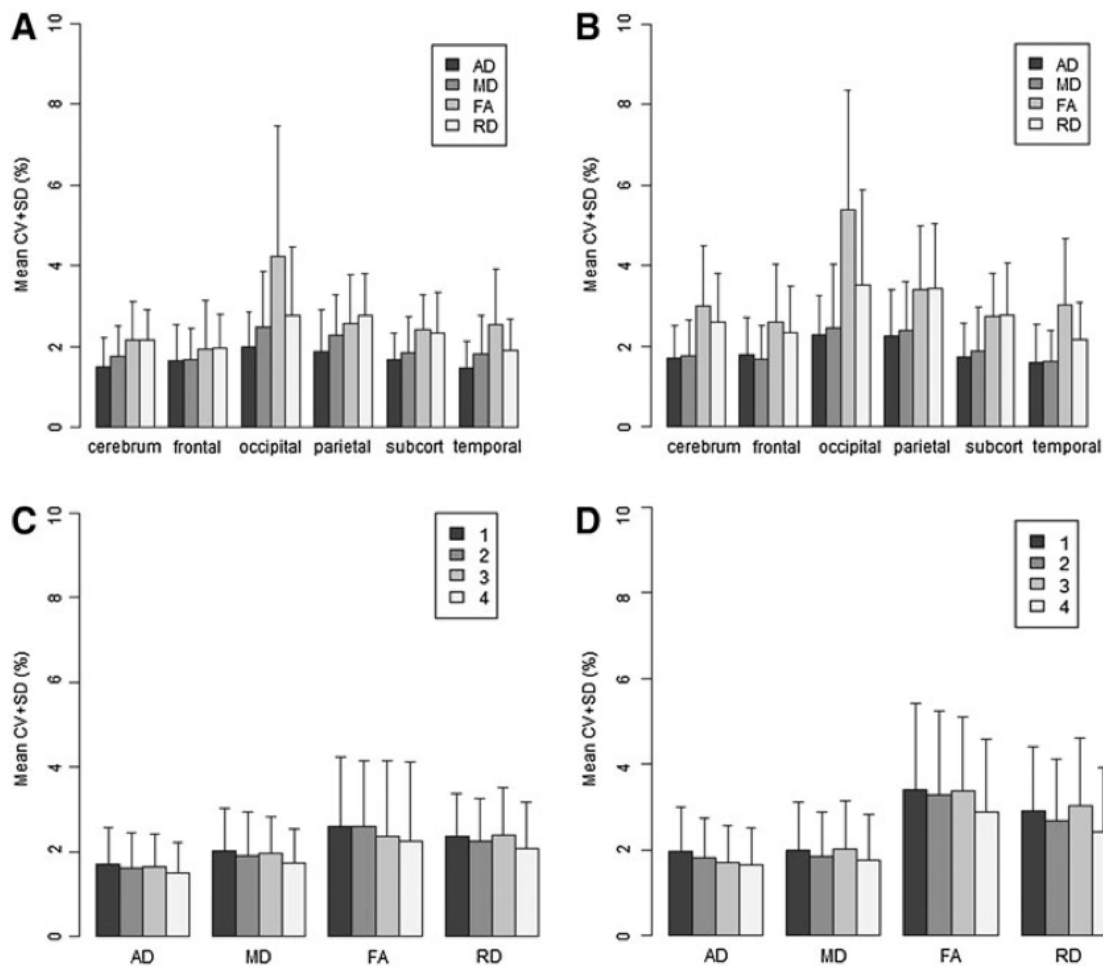 A
Mean CV+SD (%)
0 2 4 6 8 10
AD
MD
FA
RD
cerebrum frontal occipital parietal subcort temporal
B
Mean CV+SD (%)
0 2 4 6 8 10
AD
MD
FA
RD
cerebrum frontal occipital parietal subcort temporal
C
Mean CV+SD (%)
0 2 4 6 8 10
1
2
3
4
AD MD FA RD
D
Mean CV+SD (%)
0 2 4 6 8 10
1
2
3
4
AD MD FA RD